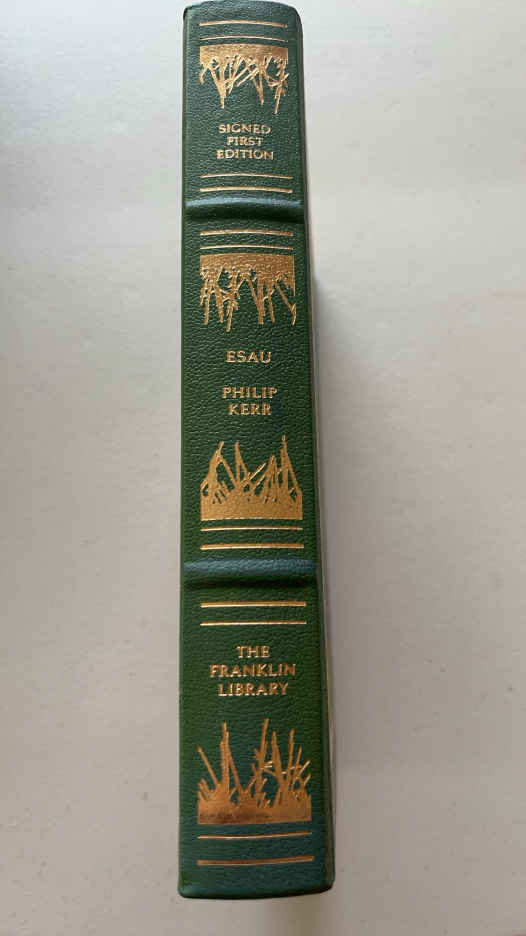 SIGNED
FIRST
EDITION
ESAU
PHILIP
KERR
THE
FRANKLIN
LIBRARY